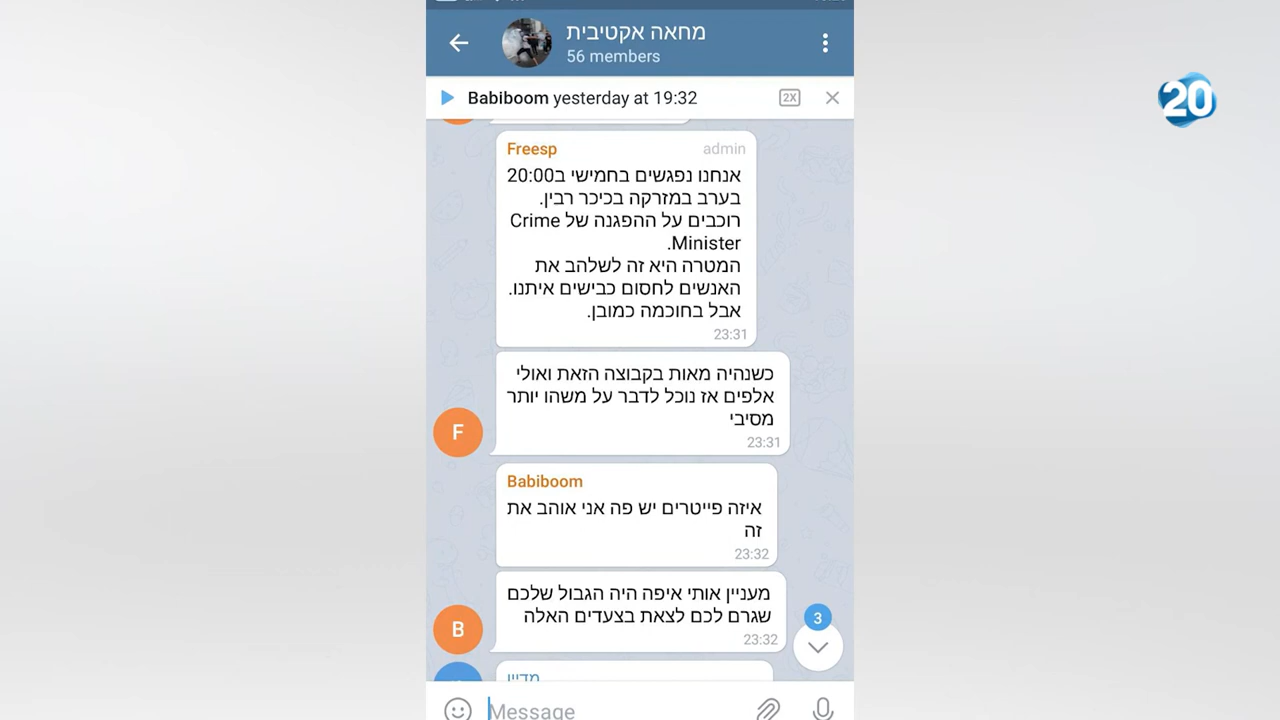 מחאה אקטיבית
56 members
Babiboom yesterday at 19:32
2X
20
Freesp
admin
אנחנו נפגשים בחמישי ב20:00
בערב במזרקה בכיכר רבין.
רוכבים על ההפגנה של Crime
Minister.
המטרה היא זה לשלהב את
האנשים לחסום כבישים איתנו.
אבל בחוכמה כמובן.
23:31
כשנהיה מאות בקבוצה הזאת ואולי
אלפים אז נוכל לדבר על משהו יותר
מסיבי
23:31
F
Babiboom
איזה פייטרים יש פה אני אוהב את
זה
23:32
מעניין אותי איפה היה הגבול שלכם
שגרם לכם לצאת בצעדים האלה
23:32
B
3
מדיין
Message